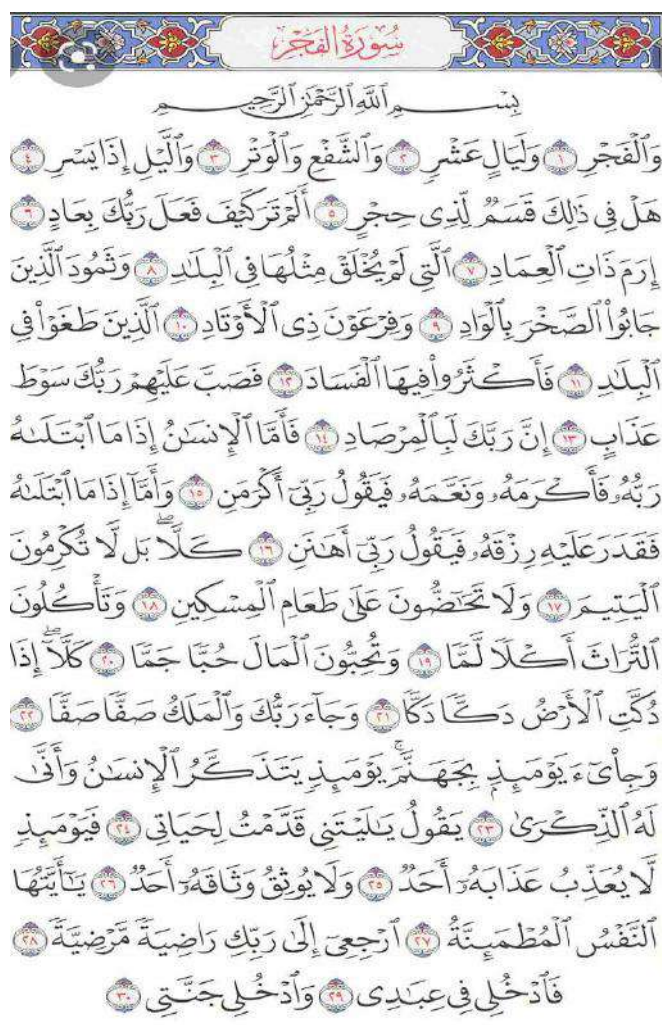 سُورَةُ الفَجْرِ
بِسْمِ ٱللَّهِ ٱلرَّحْمَٰنِ ٱلرَّحِيمِ
وَٱلْفَجْرِ ١ وَلَيَالٍ عَشْرٍ ٢ وَٱلشَّفْعِ وَٱلْوَتْرِ ٣ وَٱلَّيْلِ إِذَا يَسْرِ ٤
هَلْ فِى ذَٰلِكَ قَسَمٌ لِّذِى حِجْرٍ ٥ أَلَمْ تَرَ كَيْفَ فَعَلَ رَبُّكَ بِعَادٍ ٦
إِرَمَ ذَاتِ ٱلْعِمَادِ ٧ ٱلَّتِى لَمْ يُخْلَقْ مِثْلُهَا فِى ٱلْبِلَٰدِ ٨ وَثَمُودَ ٱلَّذِينَ
جَابُوا۟ ٱلصَّخْرَ بِٱلْوَادِ ٩ وَفِرْعَوْنَ ذِى ٱلْأَوْتَادِ ١٠ ٱلَّذِينَ طَغَوْا۟ فِى
ٱلْبِلَٰدِ ١١ فَأَكْثَرُوا۟ فِيهَا ٱلْفَسَادَ ١٢ فَصَبَّ عَلَيْهِمْ رَبُّكَ سَوْطَ
عَذَابٍ ١٣ إِنَّ رَبَّكَ لَبِٱلْمِرْصَادِ ١٤ فَأَمَّا ٱلْإِنسَٰنُ إِذَا مَا ٱبْتَلَىٰهُ
رَبُّهُۥ فَأَكْرَمَهُۥ وَنَعَّمَهُۥ فَيَقُولُ رَبِّىٓ أَكْرَمَنِ ١٥ وَأَمَّآ إِذَا مَا ٱبْتَلَىٰهُ
فَقَدَرَ عَلَيْهِ رِزْقَهُۥ فَيَقُولُ رَبِّىٓ أَهَٰنَنِ ١٦ كَلَّا ۖ بَل لَّا تُكْرِمُونَ
ٱلْيَتِيمَ ١٧ وَلَا تَحَٰٓضُّونَ عَلَىٰ طَعَامِ ٱلْمِسْكِينِ ١٨ وَتَأْكُلُونَ
ٱلتُّرَاثَ أَكْلًا لَّمًّا ١٩ وَتُحِبُّونَ ٱلْمَالَ حُبًّا جَمًّا ٢٠ كَلَّآ ۖ إِذَا
دُكَّتِ ٱلْأَرْضُ دَكًّا دَكًّا ٢١ وَجَآءَ رَبُّكَ وَٱلْمَلَكُ صَفًّا صَفًّا ٢٢
وَجِا۟ىٓءَ يَوْمَئِذٍۭ بِجَهَنَّمَ ۚ يَوْمَئِذٍ يَتَذَكَّرُ ٱلْإِنسَٰنُ وَأَنَّىٰ
لَهُ ٱلذِّكْرَىٰ ٢٣ يَقُولُ يَٰلَيْتَنِى قَدَّمْتُ لِحَيَاتِى ٢٤ فَيَوْمَئِذٍ
لَّا يُعَذِّبُ عَذَابَهُۥٓ أَحَدٌ ٢٥ وَلَا يُوثِقُ وَثَاقَهُۥٓ أَحَدٌ ٢٦ يَٰٓأَيَّتُهَا
ٱلنَّفْسُ ٱلْمُطْمَئِنَّةُ ٢٧ ٱرْجِعِىٓ إِلَىٰ رَبِّكِ رَاضِيَةً مَّرْضِيَّةً ٢٨
فَٱدْخُلِى فِى عِبَٰدِى ٢٩ وَٱدْخُلِى جَنَّتِى ٣٠